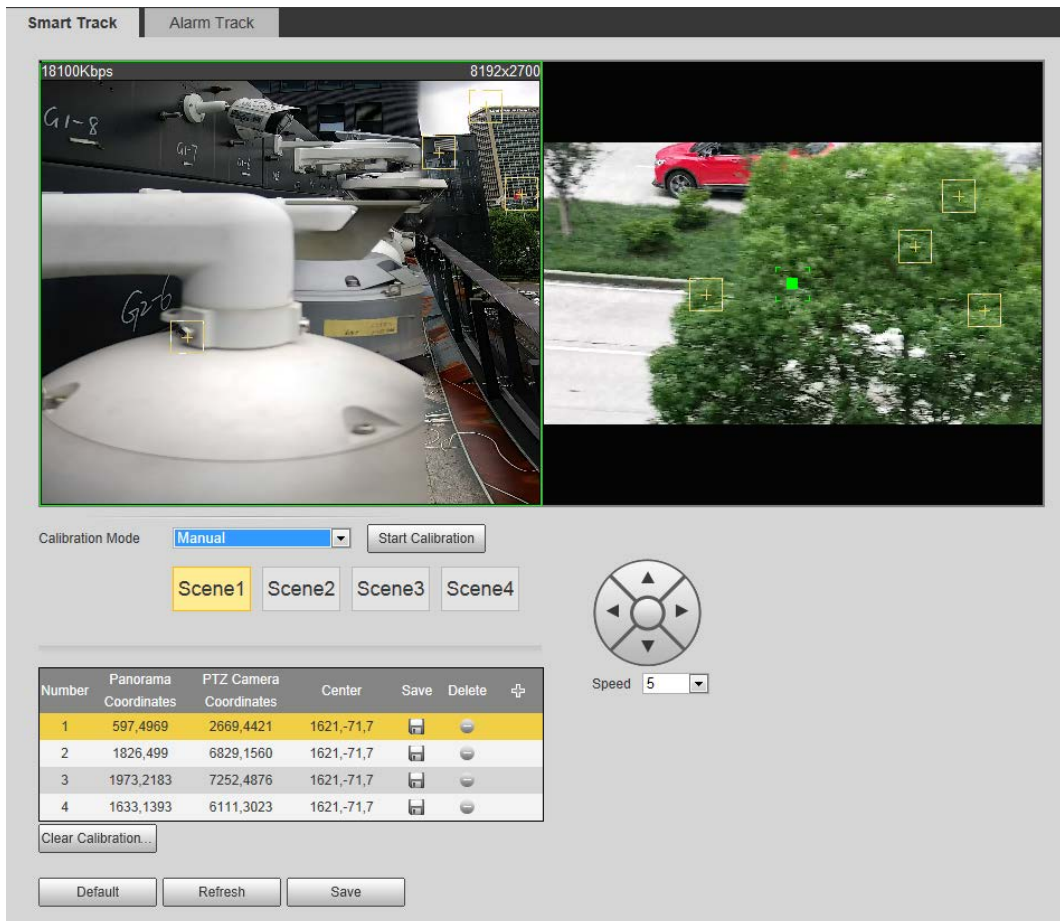 Smart Track Alarm Track
18100Kbps 8192x2700
G1-8
G1-7
G2-6
Calibration Mode Manual Start Calibration
Scene1 Scene2 Scene3 Scene4
Number Panorama Coordinates PTZ Camera Coordinates Center Save Delete
1 597,4969 2669,4421 1621,-71,7
2 1826,499 6829,1560 1621,-71,7
3 1973,2183 7252,4876 1621,-71,7
4 1633,1393 6111,3023 1621,-71,7
Speed 5
Clear Calibration...
Default Refresh Save